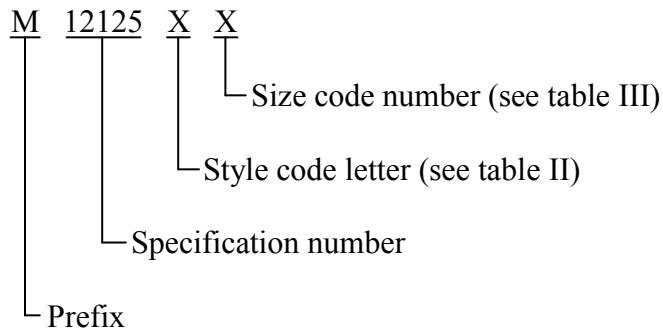 M 12125 X X
Size code number (see table III)
Style code letter (see table II)
Specification number
Prefix